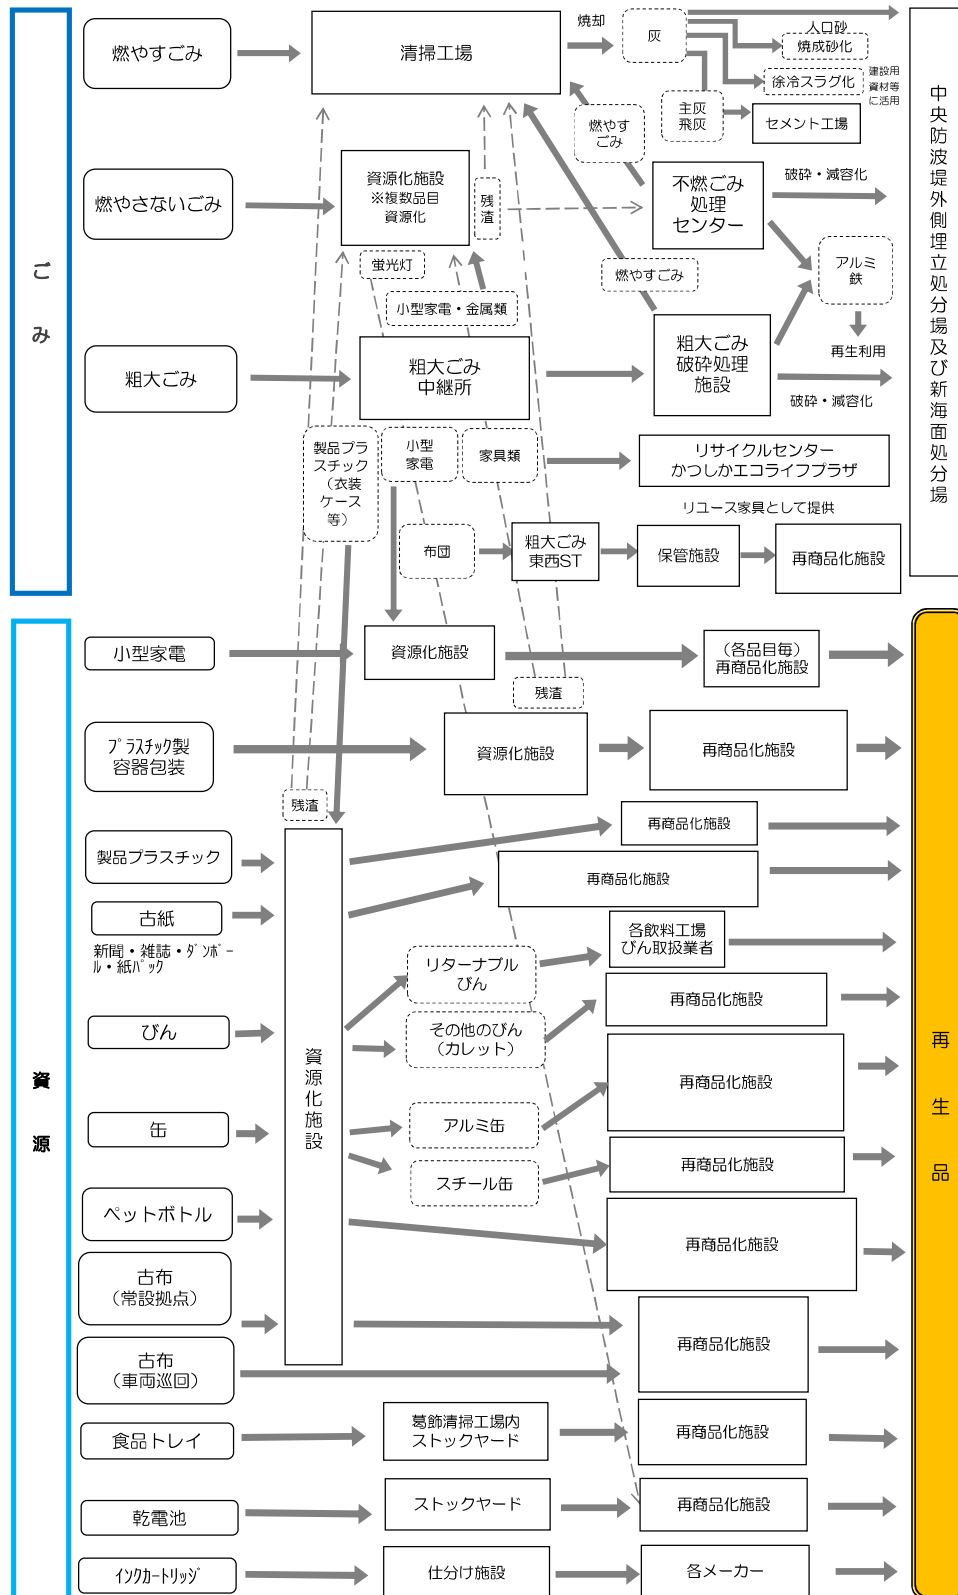 ごみ
燃やすごみ
清掃工場
焼却
灰
人口砂
焼成砂化
徐冷スラグ化
建設用
資材等
に活用
主灰
飛灰
セメント工場
燃やす
ごみ
中央防波堤外側埋立処分場及び新海面処分場
燃やさないごみ
資源化施設
※複数品目
資源化
残渣
不燃ごみ
処理
センター
破砕・減容化
蛍光灯
燃やすごみ
アルミ
鉄
再生利用
小型家電・金属類
粗大ごみ
粗大ごみ
中継所
粗大ごみ
破砕処理
施設
破砕・減容化
製品プラ
スチック
（衣装
ケース
等）
小型
家電
家具類
リサイクルセンター
かつしかエコライフプラザ
リユース家具として提供
布団
粗大ごみ
東西ST
保管施設
再商品化施設
資源
小型家電
資源化施設
（各品目毎）
再商品化施設
残渣
再生品
プラスチック製
容器包装
資源化施設
再商品化施設
残渣
製品プラスチック
再商品化施設
古紙
新聞・雑誌・ダンボー
ル・紙パック
再商品化施設
資源化施設
リターナブル
びん
各飲料工場
びん取扱業者
びん
その他のびん
（カレット）
再商品化施設
缶
アルミ缶
再商品化施設
スチール缶
再商品化施設
ペットボトル
再商品化施設
古布
（常設拠点）
再商品化施設
古布
（車両巡回）
食品トレイ
葛飾清掃工場内
ストックヤード
再商品化施設
乾電池
ストックヤード
再商品化施設
インクカートリッジ
仕分け施設
各メーカー